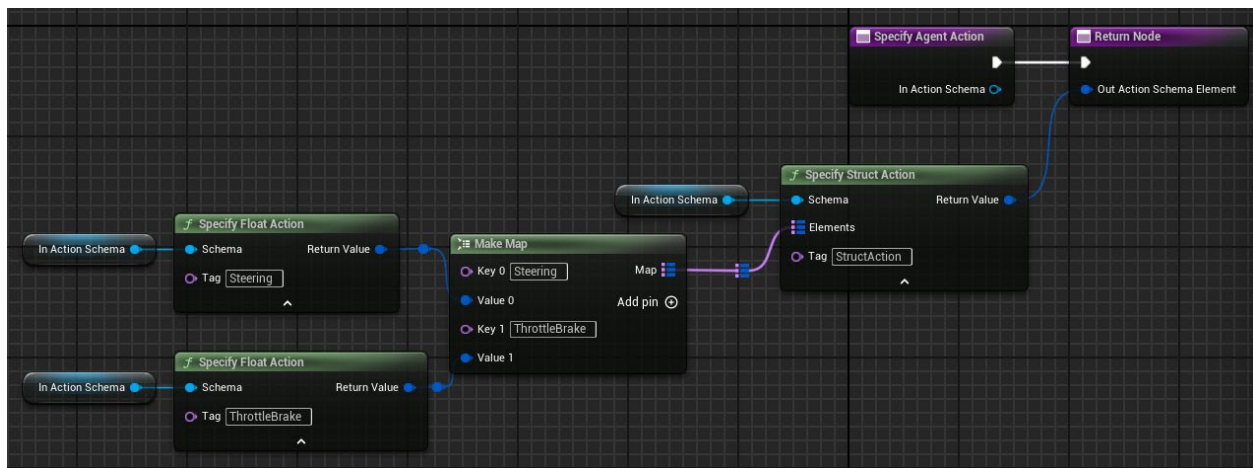 Specify Agent Action
In Action Schema
Return Node
Out Action Schema Element
In Action Schema
f Specify Struct Action
Schema Return Value
Elements
Tag StructAction
In Action Schema
f Specify Float Action
Schema Return Value
Tag Steering
Make Map
Key 0 Steering Map
Value 0 Add pin
Key 1 ThrottleBrake
Value 1
In Action Schema
f Specify Float Action
Schema Return Value
Tag ThrottleBrake